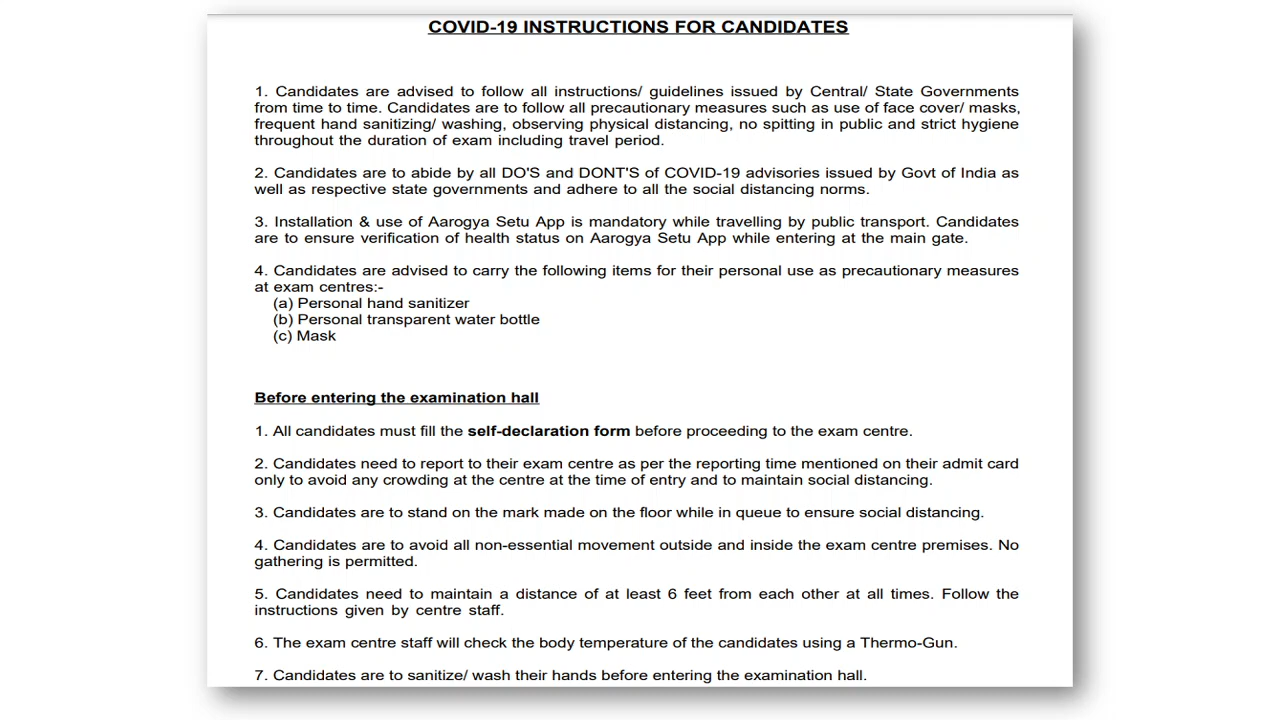 COVID-19 INSTRUCTIONS FOR CANDIDATES
1. Candidates are advised to follow all instructions/ guidelines issued by Central/ State Governments
from time to time. Candidates are to follow all precautionary measures such as use of face cover/ masks,
frequent hand sanitizing/ washing, observing physical distancing, no spitting in public and strict hygiene
throughout the duration of exam including travel period.
2. Candidates are to abide by all DO'S and DONT'S of COVID-19 advisories issued by Govt of India as
well as respective state governments and adhere to all the social distancing norms.
3. Installation & use of Aarogya Setu App is mandatory while travelling by public transport. Candidates
are to ensure verification of health status on Aarogya Setu App while entering at the main gate.
4. Candidates are advised to carry the following items for their personal use as precautionary measures
at exam centres:-
(a) Personal hand sanitizer
(b) Personal transparent water bottle
(c) Mask
Before entering the examination hall
1. All candidates must fill the self-declaration form before proceeding to the exam centre.
2. Candidates need to report to their exam centre as per the reporting time mentioned on their admit card
only to avoid any crowding at the centre at the time of entry and to maintain social distancing.
3. Candidates are to stand on the mark made on the floor while in queue to ensure social distancing.
4. Candidates are to avoid all non-essential movement outside and inside the exam centre premises. No
gathering is permitted.
5. Candidates need to maintain a distance of at least 6 feet from each other at all times. Follow the
instructions given by centre staff.
6. The exam centre staff will check the body temperature of the candidates using a Thermo-Gun.
7. Candidates are to sanitize/ wash their hands before entering the examination hall.